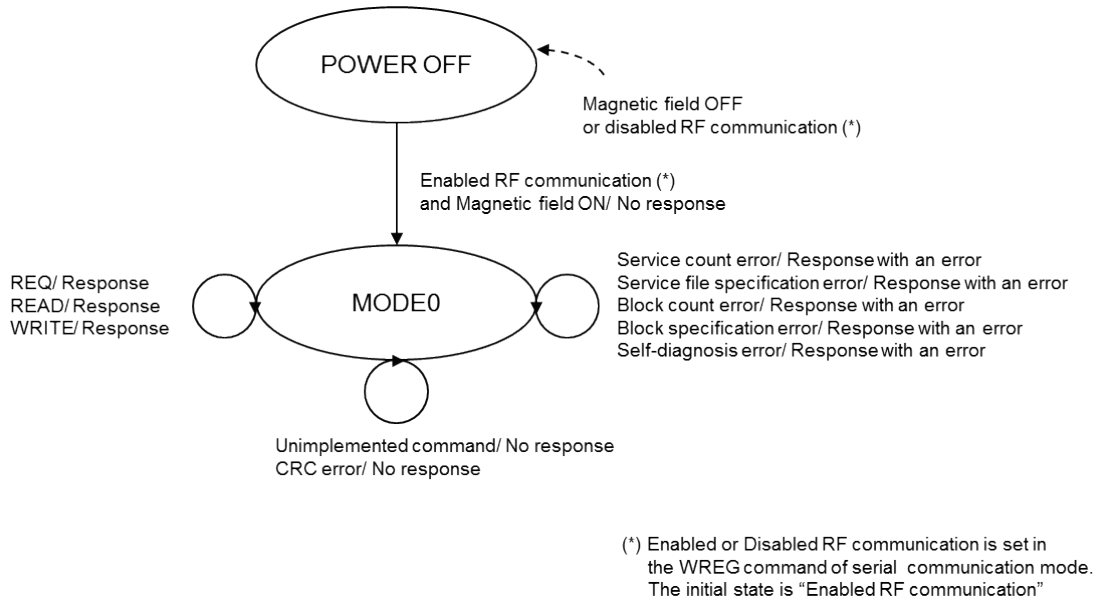 POWER OFF
Magnetic field OFF
or disabled RF communication (*)
Enabled RF communication (*)
and Magnetic field ON/ No response
REQ/ Response
READ/ Response
WRITE/ Response
MODE0
Service count error/ Response with an error
Service file specification error/ Response with an error
Block count error/ Response with an error
Block specification error/ Response with an error
Self-diagnosis error/ Response with an error
Unimplemented command/ No response
CRC error/ No response
(*) Enabled or Disabled RF communication is set in
the WREG command of serial communication mode.
The initial state is “Enabled RF communication”